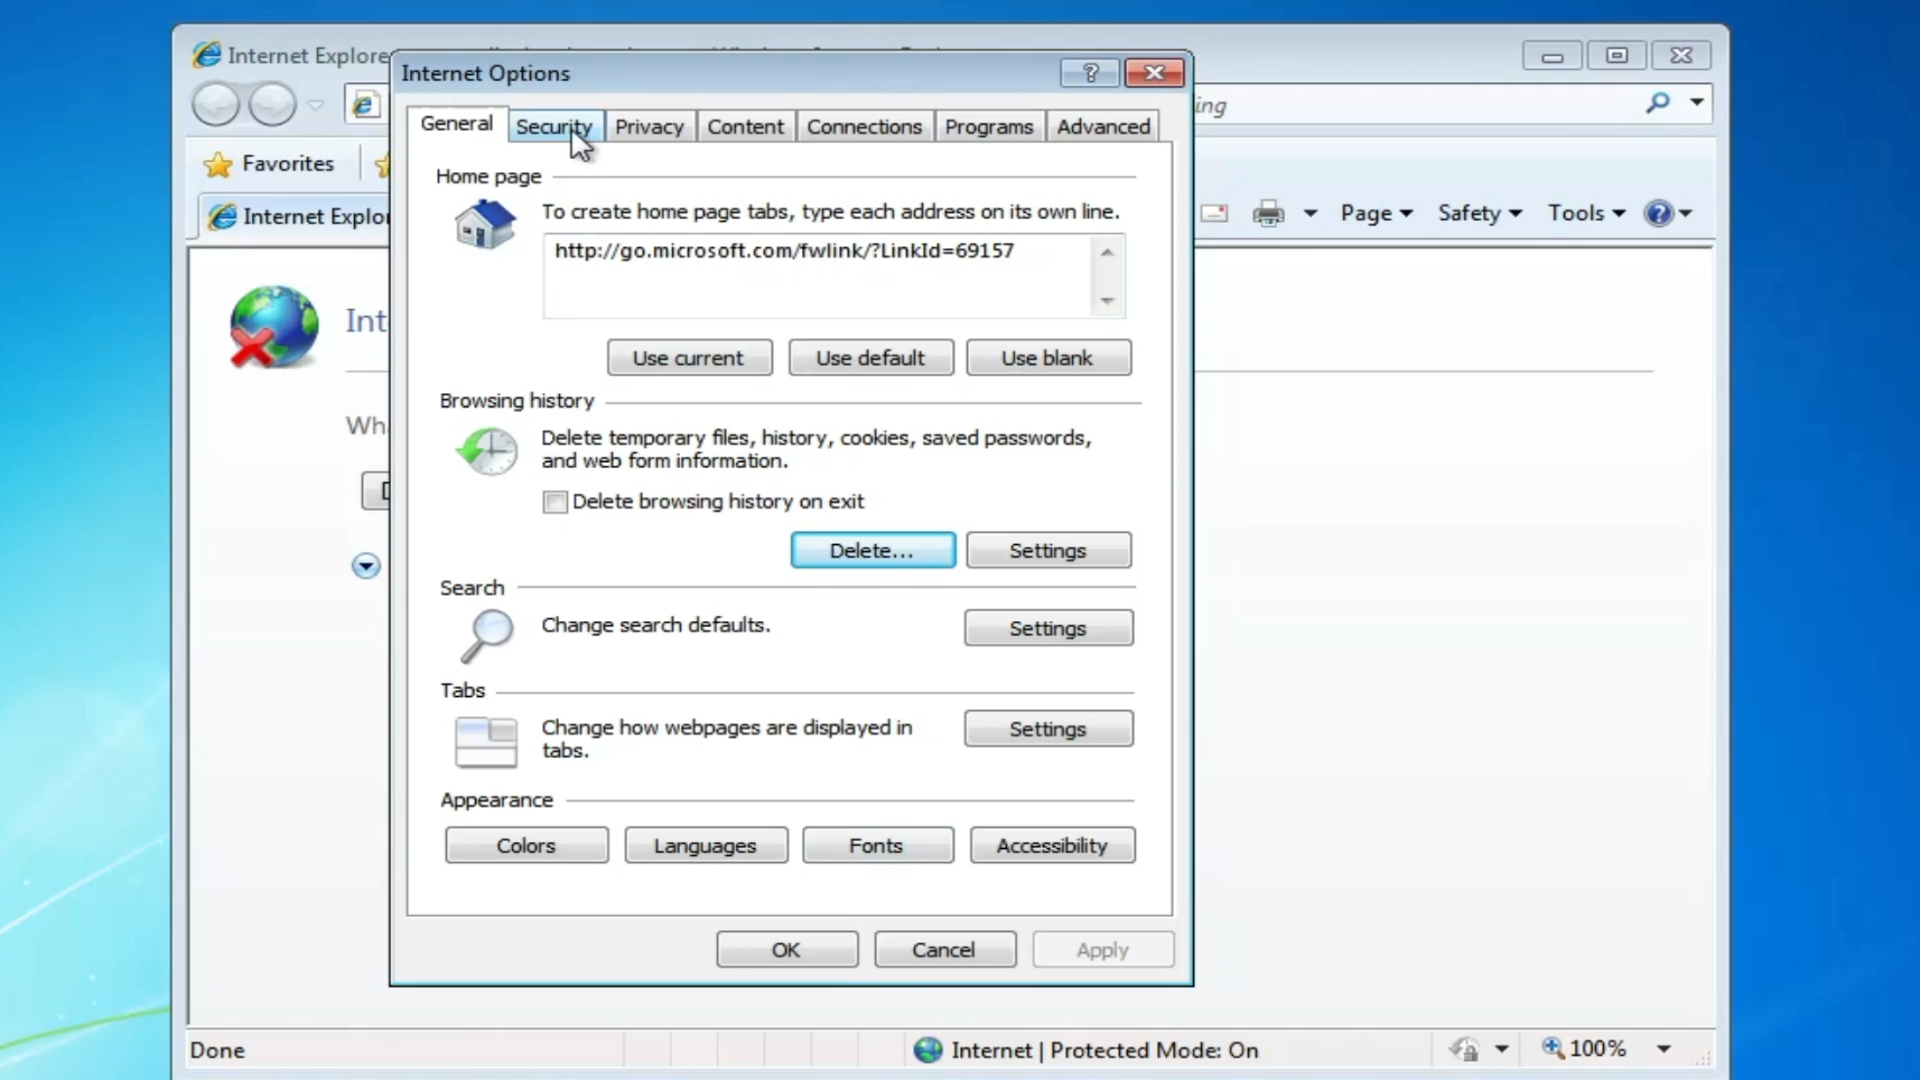 Internet Explore
Internet Options
ing
General
Security
Privacy
Content
Connections
Programs
Advanced
Favorites
Internet Explo
Page
Safety
Tools
Home page
To create home page tabs, type each address on its own line.
http://go.microsoft.com/fwlink/?LinkId=69157
Int
Use current
Use default
Use blank
Browsing history
Wh
Delete temporary files, history, cookies, saved passwords,
and web form information.
Delete browsing history on exit
Delete...
Settings
Search
Change search defaults.
Settings
Tabs
Change how webpages are displayed in
tabs.
Settings
Appearance
Colors
Languages
Fonts
Accessibility
OK
Cancel
Apply
Done
Internet | Protected Mode: On
100%